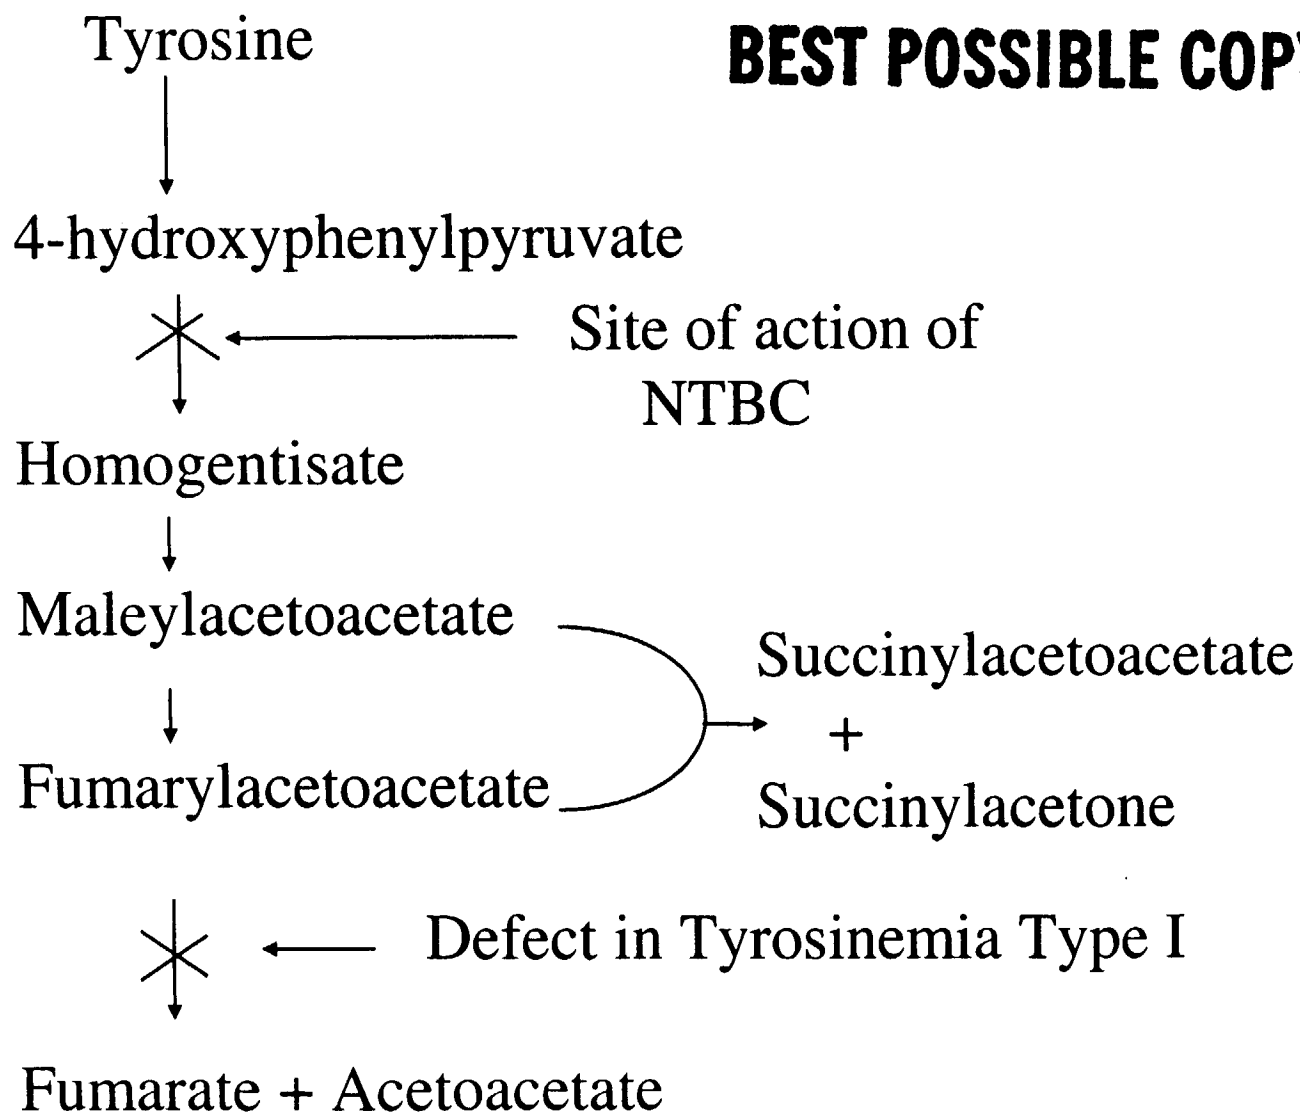 Tyrosine
BEST POSSIBLE COPY
4-hydroxyphenylpyruvate
Site of action of
NTBC
Homogentisate
Maleylacetoacetate
Succinylacetoacetate
+
Fumarylacetoacetate
Succinylacetone
Defect in Tyrosinemia Type I
Fumarate + Acetoacetate